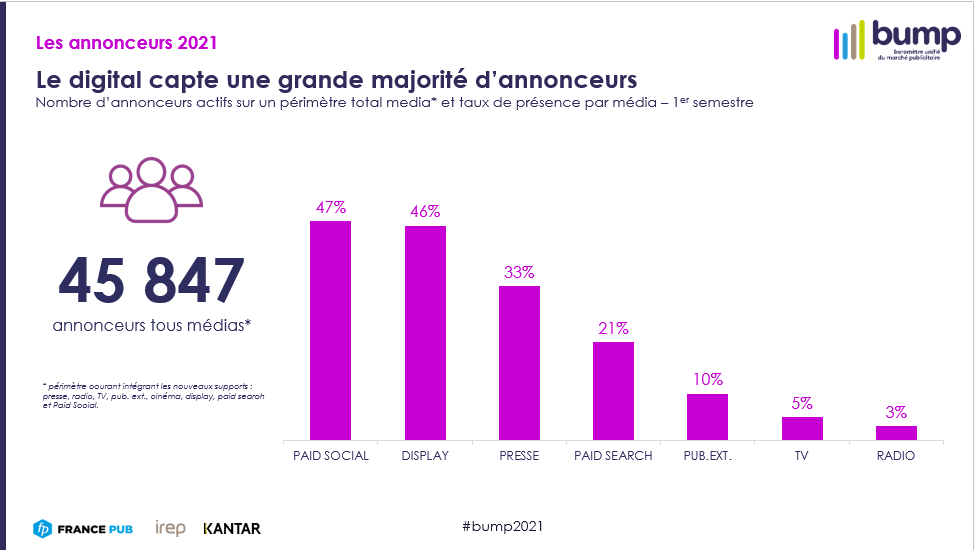 Les annonceurs 2021
bump
baromètre unifié
du marché publicitaire
Le digital capte une grande majorité d'annonceurs
Nombre d'annonceurs actifs sur un périmètre total media* et taux de présence par média – 1er semestre
45 847
annonceurs tous médias*
* périmètre courant intégrant les nouveaux supports :
presse, radio, TV, pub. ext., cinéma, display, paid search
et Paid Social.
47%
46%
33%
21%
10%
5%
3%
PAID SOCIAL
DISPLAY
PRESSE
PAID SEARCH
PUB.EXT.
TV
RADIO
fp FRANCE PUB
irep
KANTAR
#bump2021